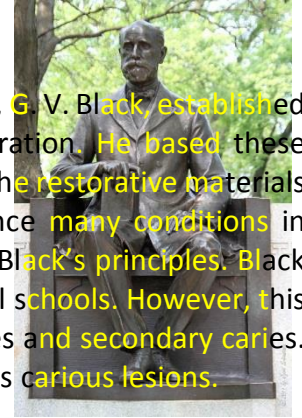 G. V. Black, established
ration. He based these
he restorative materials
nce many conditions in
Black's principles. Black
l schools. However, this
es and secondary caries.
s carious lesions.